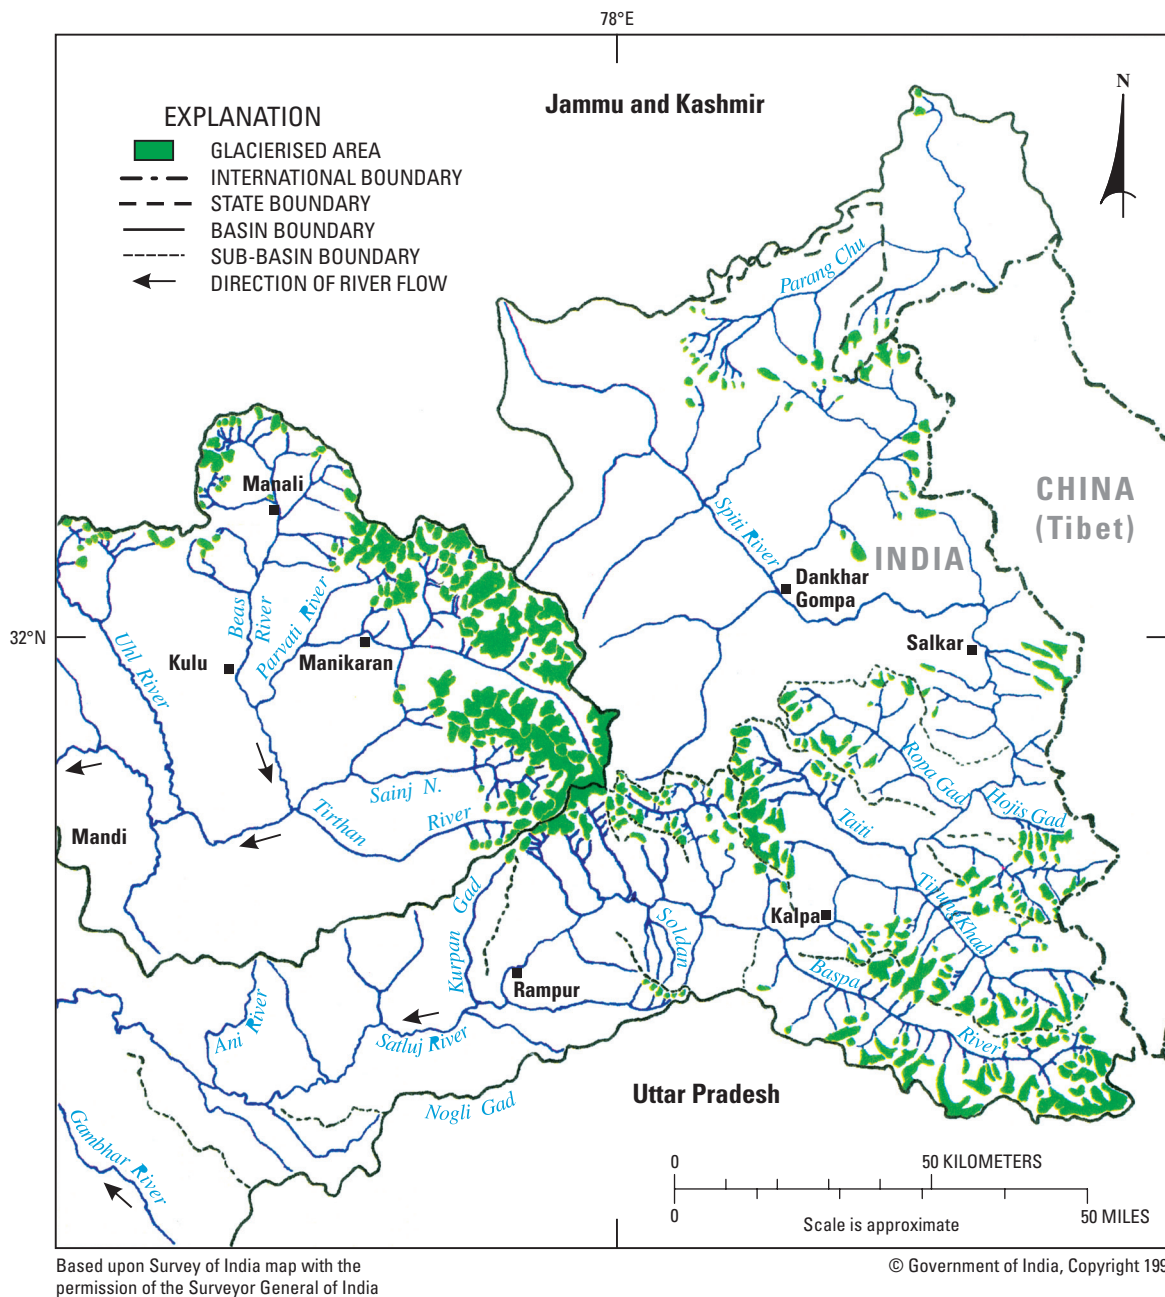 78°E
N
Jammu and Kashmir
EXPLANATION
GLACIERISED AREA
INTERNATIONAL BOUNDARY
STATE BOUNDARY
BASIN BOUNDARY
SUB-BASIN BOUNDARY
DIRECTION OF RIVER FLOW
Parang Chu
Manali
CHINA
(Tibet)
Spiti River
INDIA
Dankhar
Gompa
Beas
River
Parvati River
32°N
Uhl River
Kulu
Manikaran
Salkar
Ropa Gad
Hojis Gad
Sainj N.
Tirthan
River
Taiti
Mandi
Tirung Khad
Kurpan Gad
Soldan
Kalpa
Baspa
River
Rampur
Ani River
Satluj River
Nogli Gad
Uttar Pradesh
Gambhar River
0
50 KILOMETERS
0
50 MILES
Scale is approximate
Based upon Survey of India map with the
permission of the Surveyor General of India
© Government of India, Copyright 199